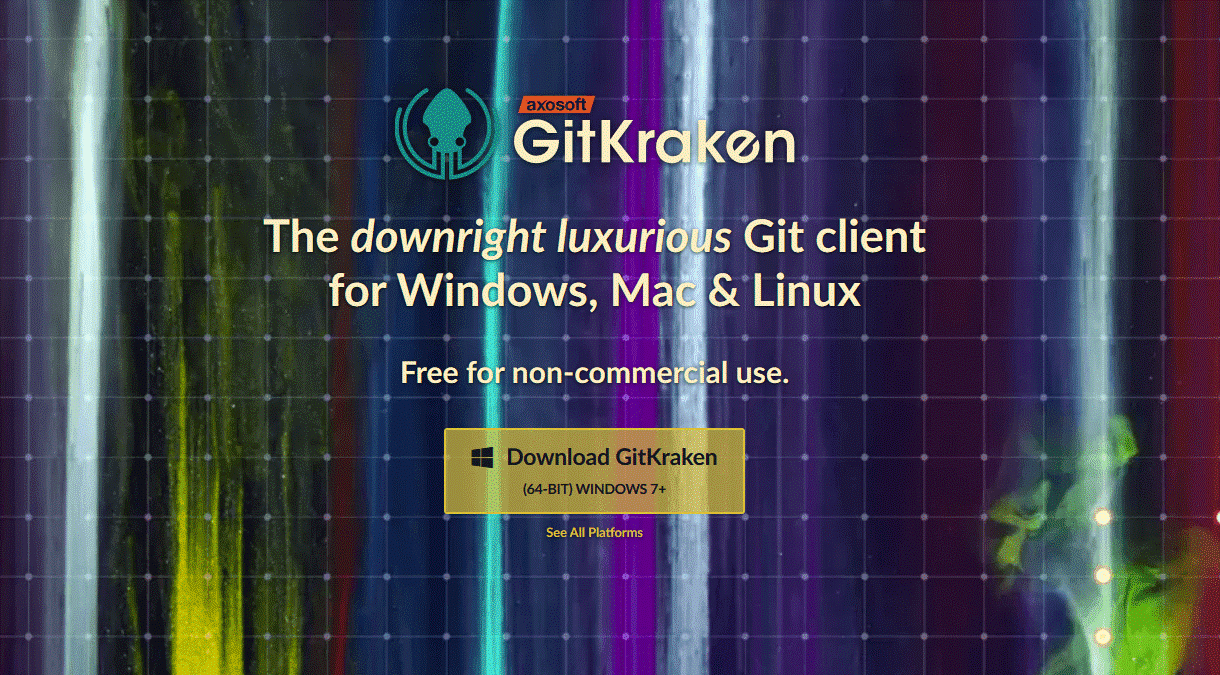 axosoft
GitKraken
The downright luxurious Git client
for Windows, Mac & Linux
Free for non-commercial use.
Download GitKraken
(64-BIT) WINDOWS 7+
See All Platforms